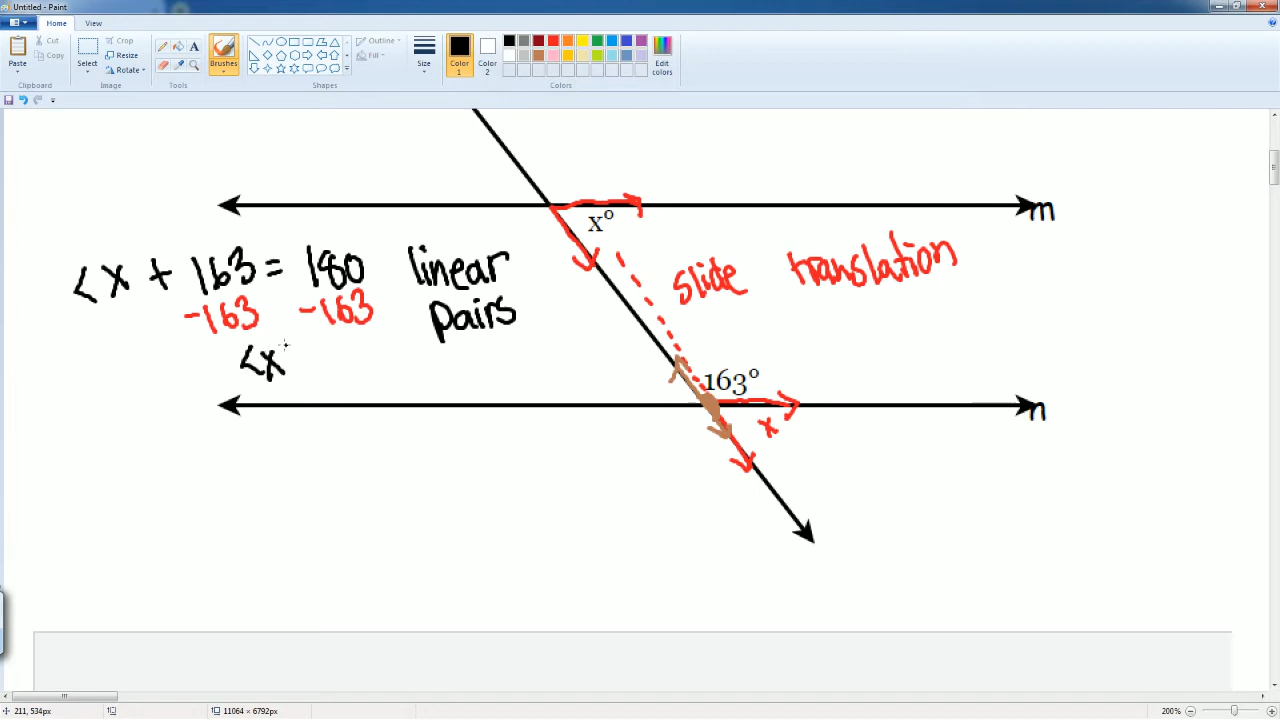 Untitled - Paint
Home View
Paste
Cut
Copy
Clipboard
Select
Crop
Resize
Rotate
Image
A
Tools
Brushes
Outline
Fill
Shapes
Size
Color 1
Color 2
Edit colors
Colors
m
x°
<x + 163 = 180 linear
-163 -163 pairs
<x
slide translation
163°
x
n
211, 534px
11064 × 6792px
200%